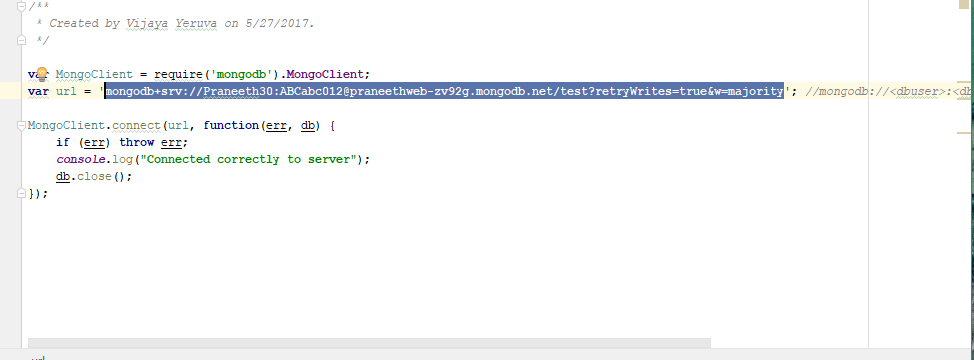 /**
 * Created by Vijaya Yeruva on 5/27/2017.
 */
var MongoClient = require('mongodb').MongoClient;
var url = 'mongodb+srv://Praneeth30:ABCabc012@praneethweb-zv92g.mongodb.net/test?retryWrites=true&w=majority'; //mongodb://<dbuser>:<db
MongoClient.connect(url, function(err, db) {
    if (err) throw err;
    console.log("Connected correctly to server");
    db.close();
});
url